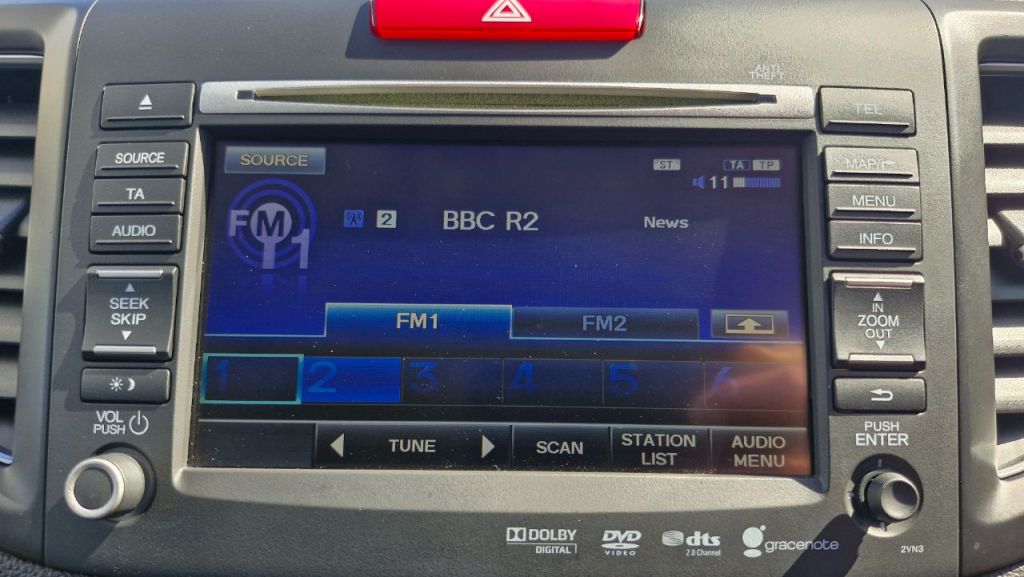 ANTI
THEFT
SOURCE
TA
AUDIO
SEEK
SKIP
VOL
PUSH
TEL
MAP/
MENU
INFO
IN
ZOOM
OUT
PUSH
ENTER
SOURCE
ST
TA TP
11
FM1
2 BBC R2 News
FM1 FM2
1 2 3 4 5 6
TUNE SCAN STATION LIST AUDIO MENU
DOLBY
DIGITAL
DVD
VIDEO
dts
2.0 Channel
gracenote
2VN3